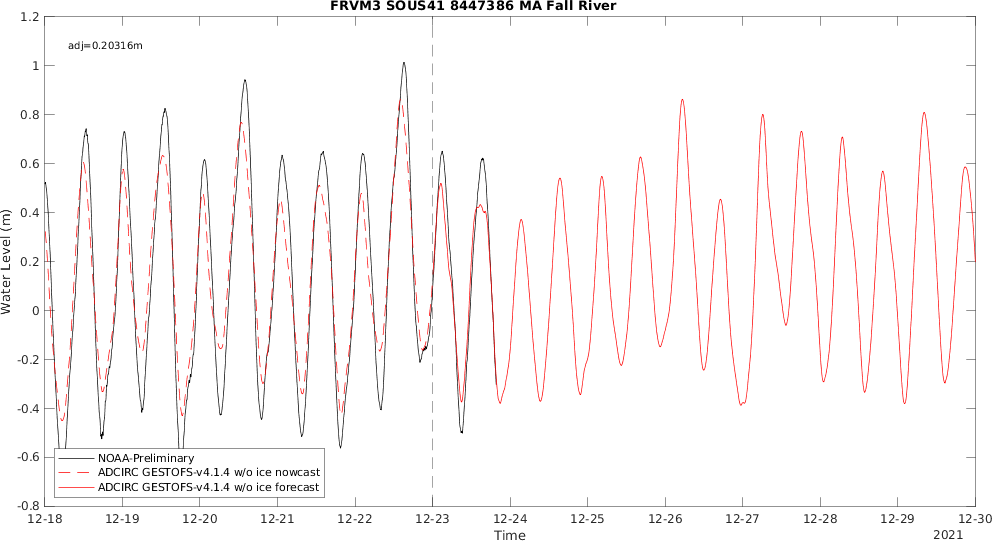 FRVM3 SOUS41 8447386 MA Fall River
adj=0.20316m
Water Level (m)
1.2
1
0.8
0.6
0.4
0.2
0
-0.2
-0.4
-0.6
-0.8
NOAA-Preliminary
ADCIRC GESTOFS-v4.1.4 w/o ice nowcast
ADCIRC GESTOFS-v4.1.4 w/o ice forecast
12-18 12-19 12-20 12-21 12-22 12-23 12-24 12-25 12-26 12-27 12-28 12-29 12-30
Time
2021